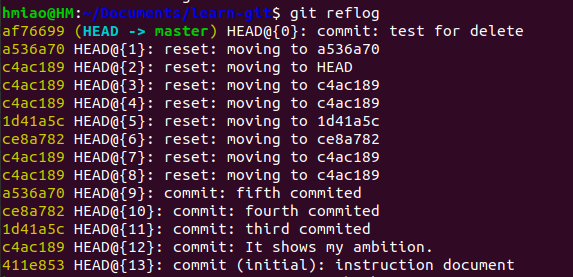 hmiao@HM:~/Documents/learn-git$ git reflog
af76699 (HEAD -> master) HEAD@{0}: commit: test for delete
a536a70 HEAD@{1}: reset: moving to a536a70
c4ac189 HEAD@{2}: reset: moving to HEAD
c4ac189 HEAD@{3}: reset: moving to c4ac189
c4ac189 HEAD@{4}: reset: moving to c4ac189
1d41a5c HEAD@{5}: reset: moving to 1d41a5c
ce8a782 HEAD@{6}: reset: moving to ce8a782
c4ac189 HEAD@{7}: reset: moving to c4ac189
c4ac189 HEAD@{8}: reset: moving to c4ac189
a536a70 HEAD@{9}: commit: fifth commited
ce8a782 HEAD@{10}: commit: fourth commited
1d41a5c HEAD@{11}: commit: third commited
c4ac189 HEAD@{12}: commit: It shows my ambition.
411e853 HEAD@{13}: commit (initial): instruction document